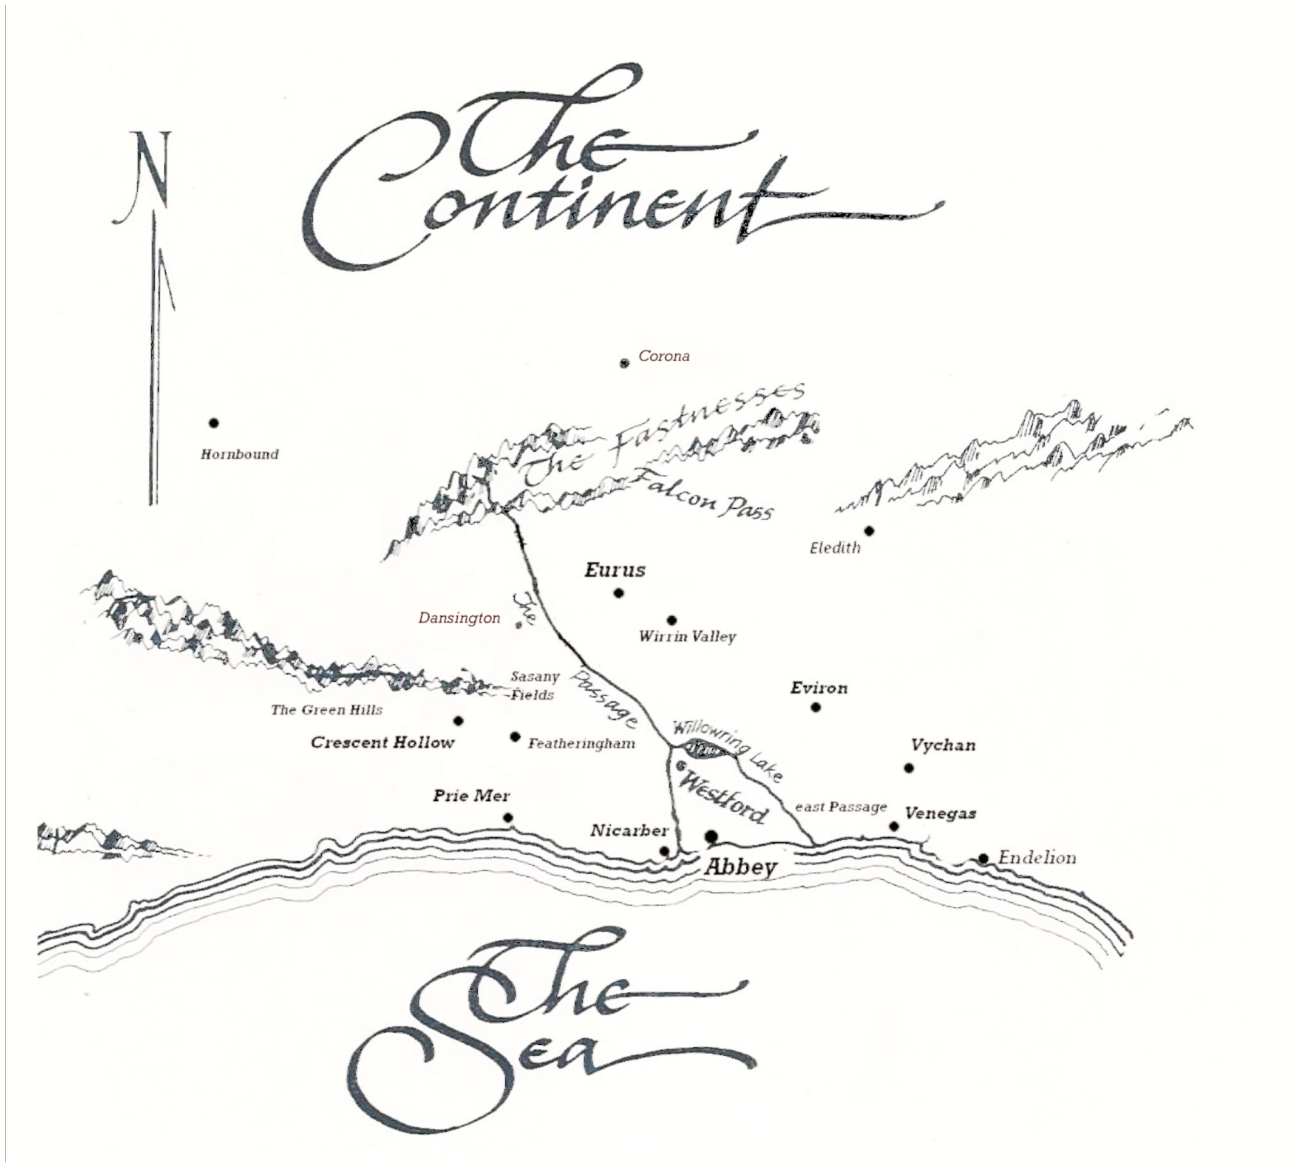 The
Continent
N
Corona
The Fastnesses
Hornbound
Falcon Pass
Eledith
Eurus
The
Dansington
Wirrin Valley
Sasany
Fields
Passage
Eviron
The Green Hills
Crescent Hollow
Featheringham
Willowring Lake
Vychan
Westford
Prie Mer
east Passage
Venegas
Nicarber
Abbey
Endelion
The
Sea